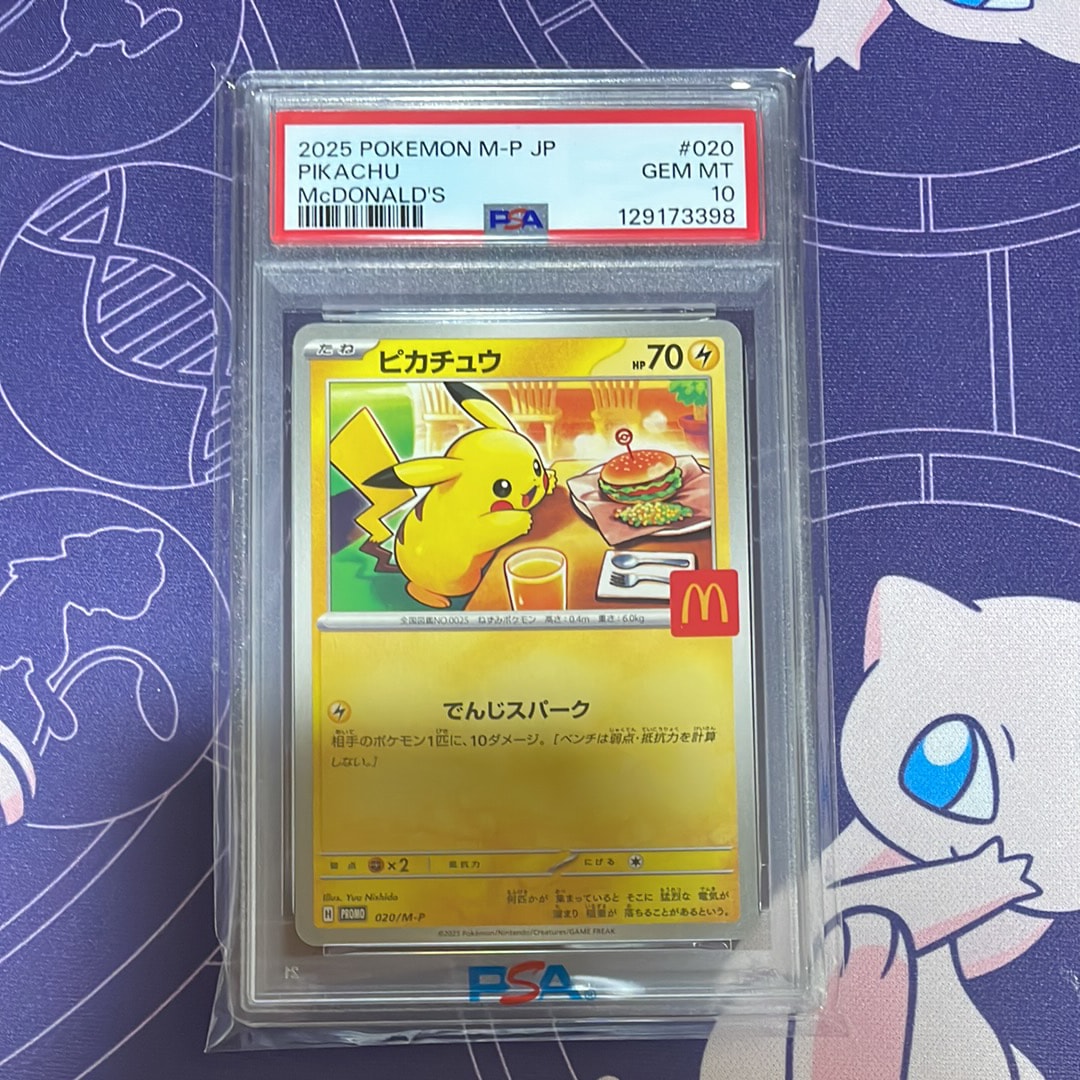 2025 POKEMON M-P JP #020
PIKACHU GEM MT
McDONALD'S 10
PSA 129173398
たね ピカチュウ HP70
全国図鑑NO.0025 ねずみポケモン 高さ:0.4m 重さ:6.0kg
でんじスパーク
相手のポケモン1匹に、10ダメージ。[ベンチは弱点・抵抗力を計算
しない。]
弱点 ×2 抵抗力 にげる
Illus. Yuu Nishida
何匹かが 集まっていると そこに 猛烈な 電気が
溜まり 稲妻が 落ちることがあるという。
H PROMO 020/M-P
©2025 Pokémon/Nintendo/Creatures/GAME FREAK
PSA®